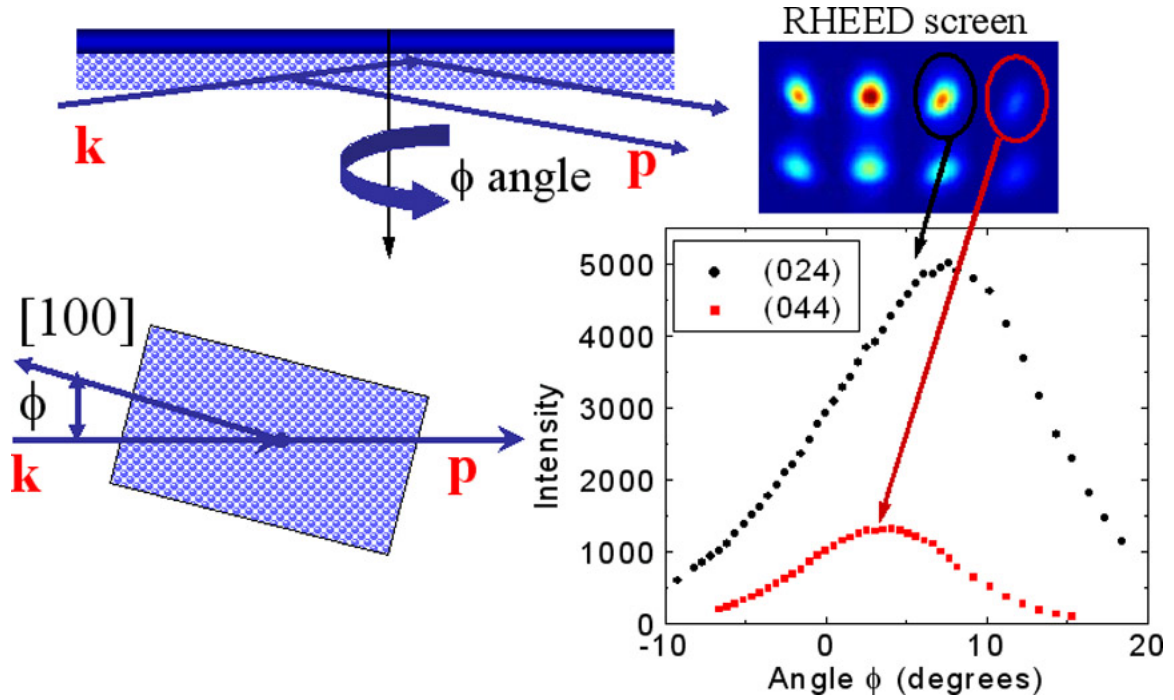 RHEED screen
k
p
ϕ angle
[100]
ϕ
k
p
(024)
(044)
Intensity
5000
4000
3000
2000
1000
0
-10
0
10
20
Angle ϕ (degrees)